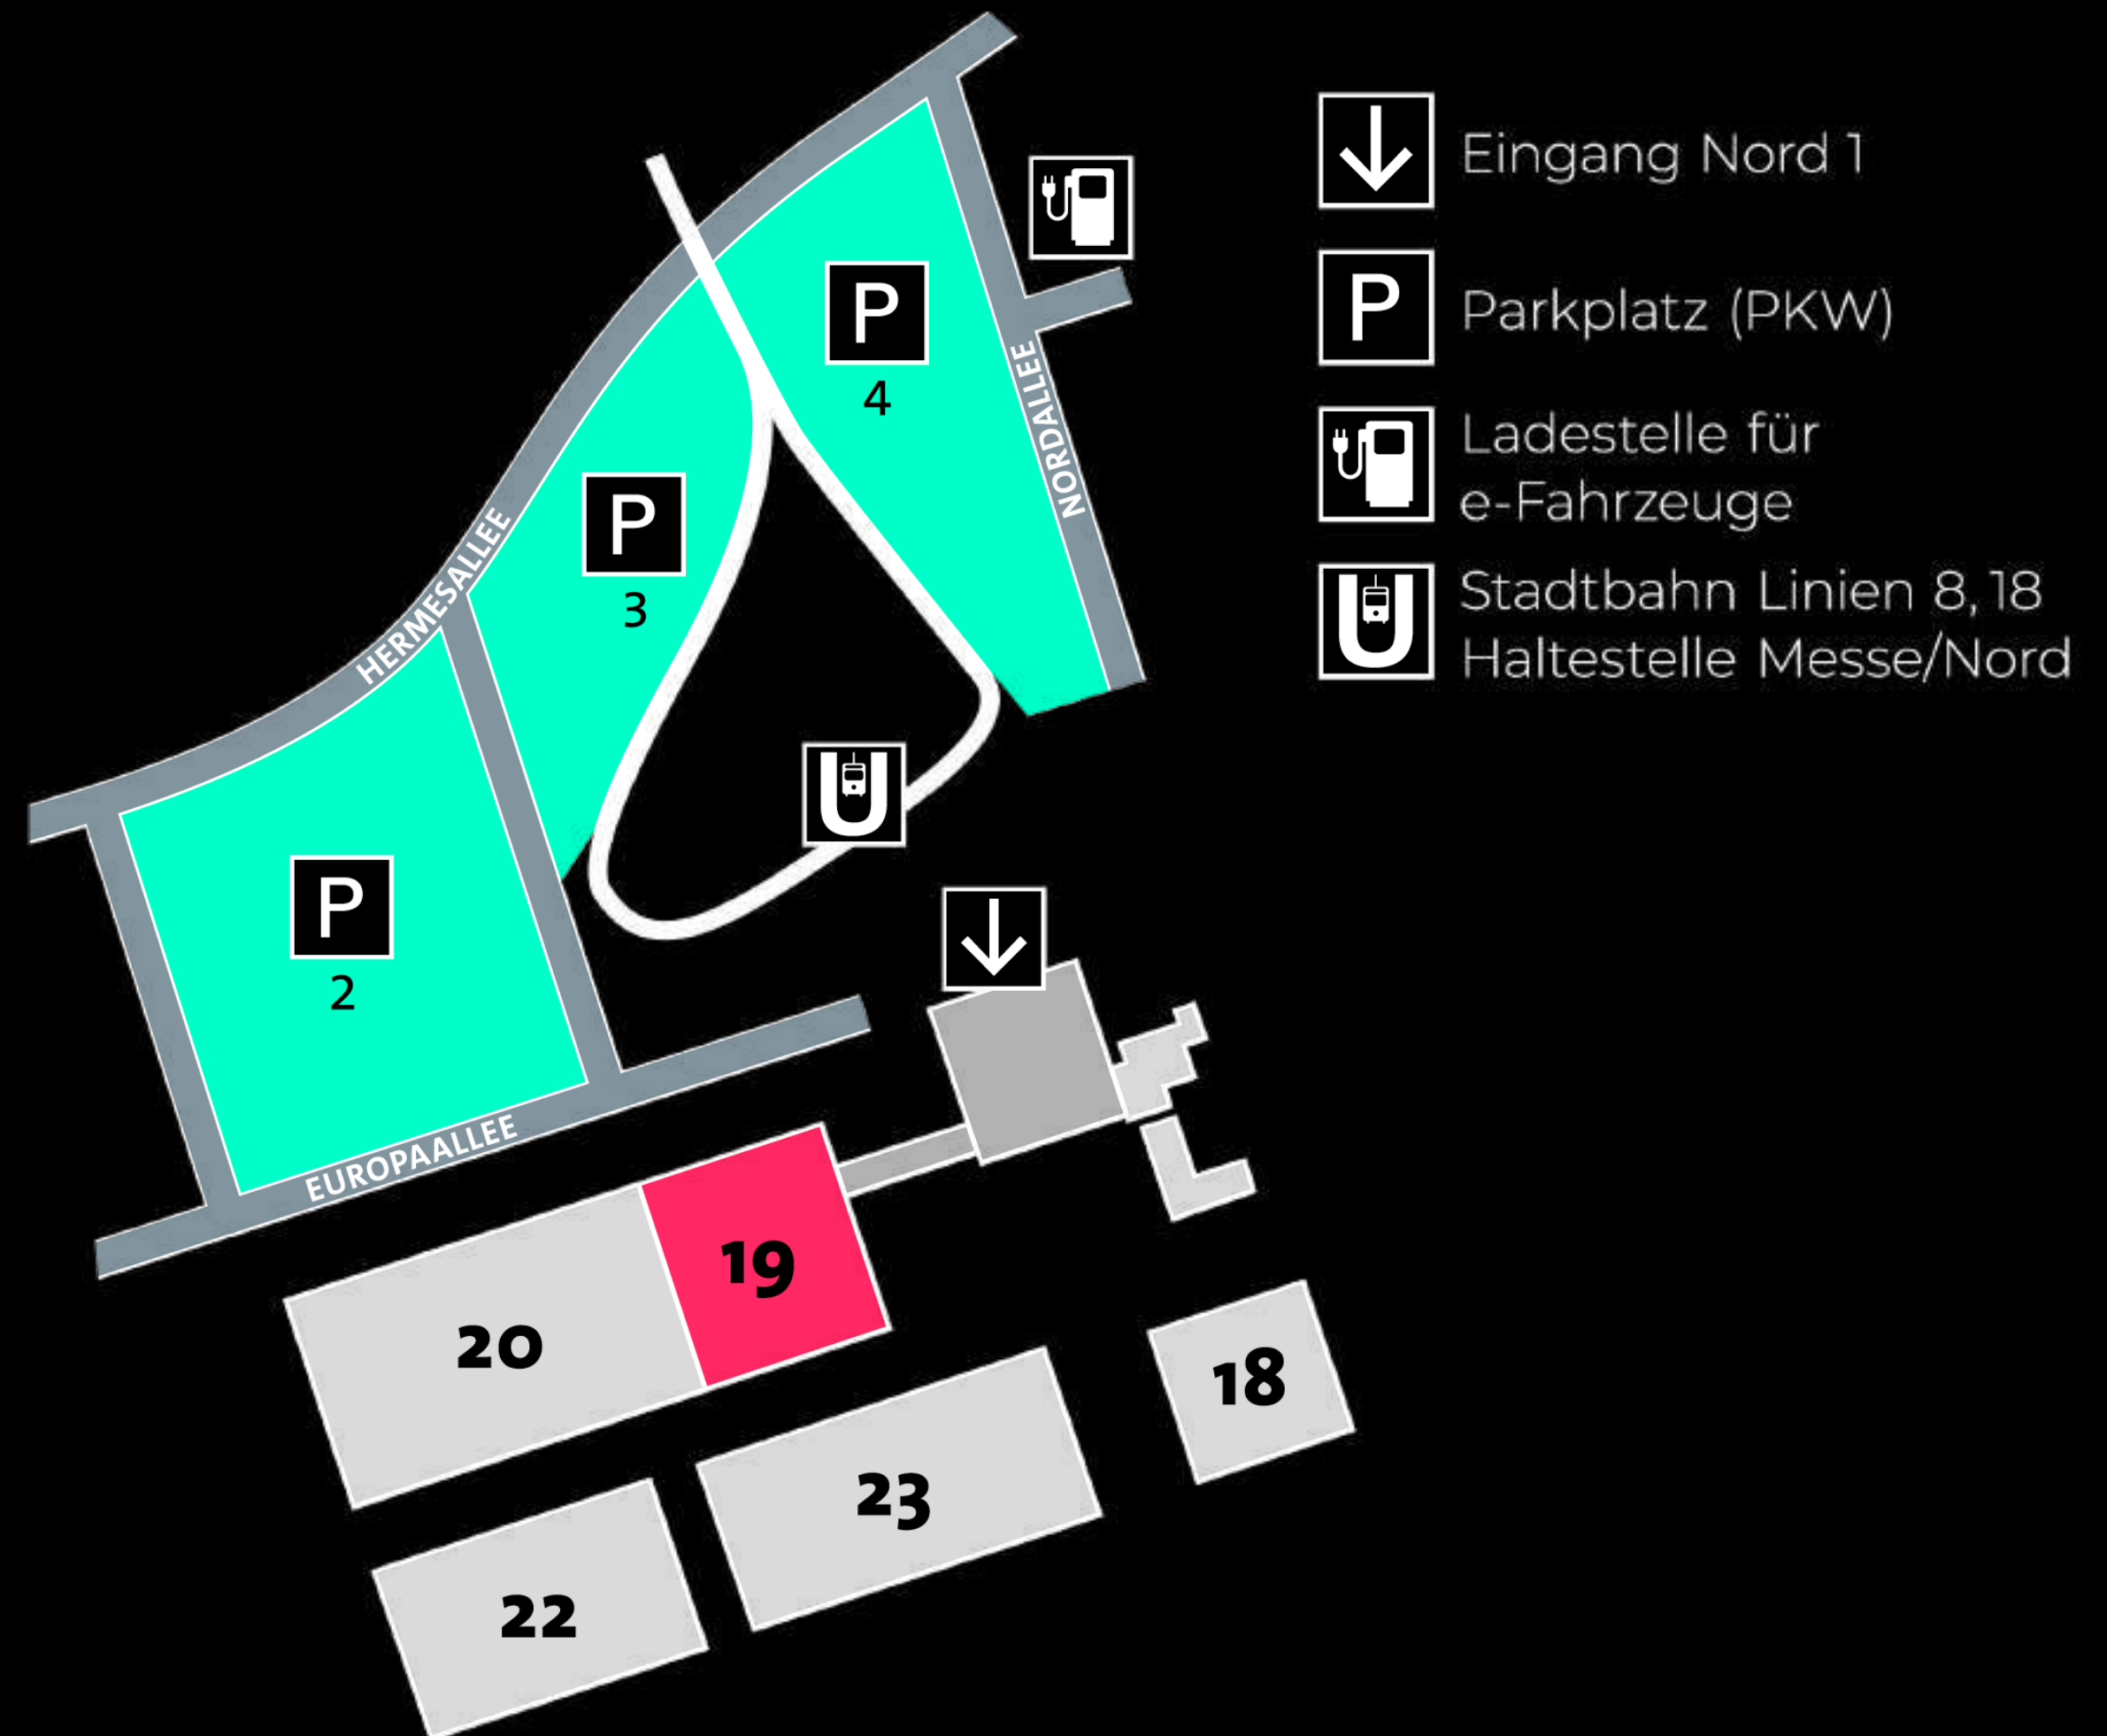 Eingang Nord 1
P
Parkplatz (PKW)
Ladestelle für
e-Fahrzeuge
U
Stadtbahn Linien 8, 18
Haltestelle Messe/Nord
P
4
NORDALLEE
P
3
HERMESALLEE
U
P
2
EUROPAALLEE
19
20
18
23
22